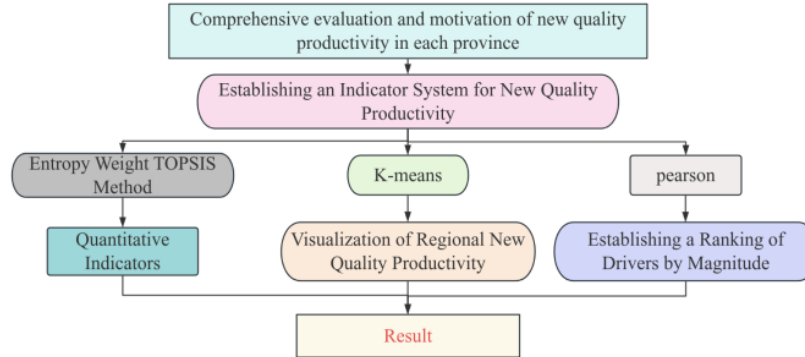 Comprehensive evaluation and motivation of new quality
productivity in each province
Establishing an Indicator System for New Quality
Productivity
Entropy Weight TOPSIS
Method
K-means
pearson
Quantitative
Indicators
Visualization of Regional New
Quality Productivity
Establishing a Ranking of
Drivers by Magnitude
Result